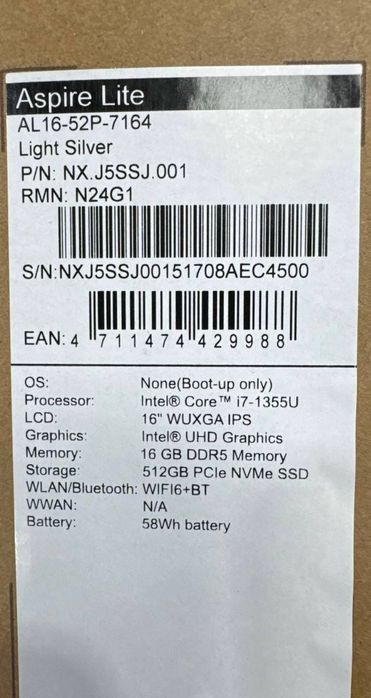 Aspire Lite
AL16-52P-7164
Light Silver
P/N: NX.J5SSJ.001
RMN: N24G1
S/N:NXJ5SSJ00151708AEC4500
EAN: 4 711474 429988
OS: None(Boot-up only)
Processor: Intel® Core™ i7-1355U
LCD: 16" WUXGA IPS
Graphics: Intel® UHD Graphics
Memory: 16 GB DDR5 Memory
Storage: 512GB PCIe NVMe SSD
WLAN/Bluetooth: WIFI6+BT
WWAN: N/A
Battery: 58Wh battery